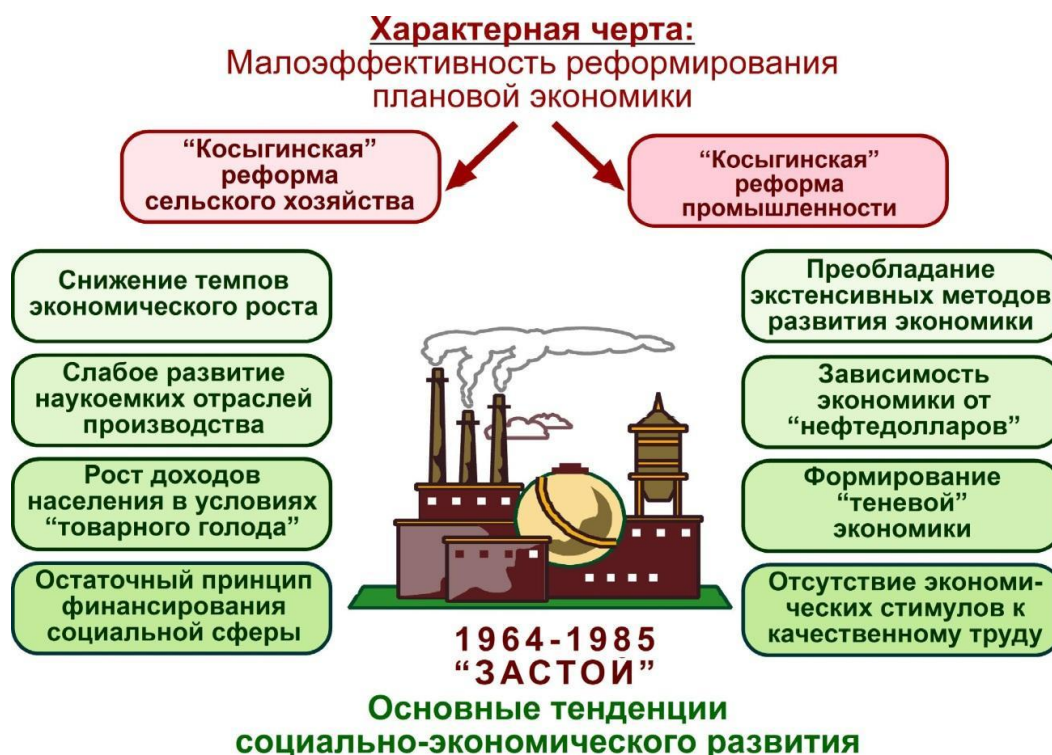 Характерная черта:
Малоэффективность реформирования
плановой экономики
“Косыгинская”
реформа
сельского хозяйства
“Косыгинская”
реформа
промышленности
Снижение темпов
экономического роста
Слабое развитие
наукоемких отраслей
производства
Рост доходов
населения в условиях
“товарного голода”
Остаточный принцип
финансирования
социальной сферы
Преобладание
экстенсивных методов
развития экономики
Зависимость
экономики от
“нефтедолларов”
Формирование
“теневой”
экономики
Отсутствие экономи-
ческих стимулов к
качественному труду
1964-1985
“ЗАСТОЙ”
Основные тенденции
социально-экономического развития